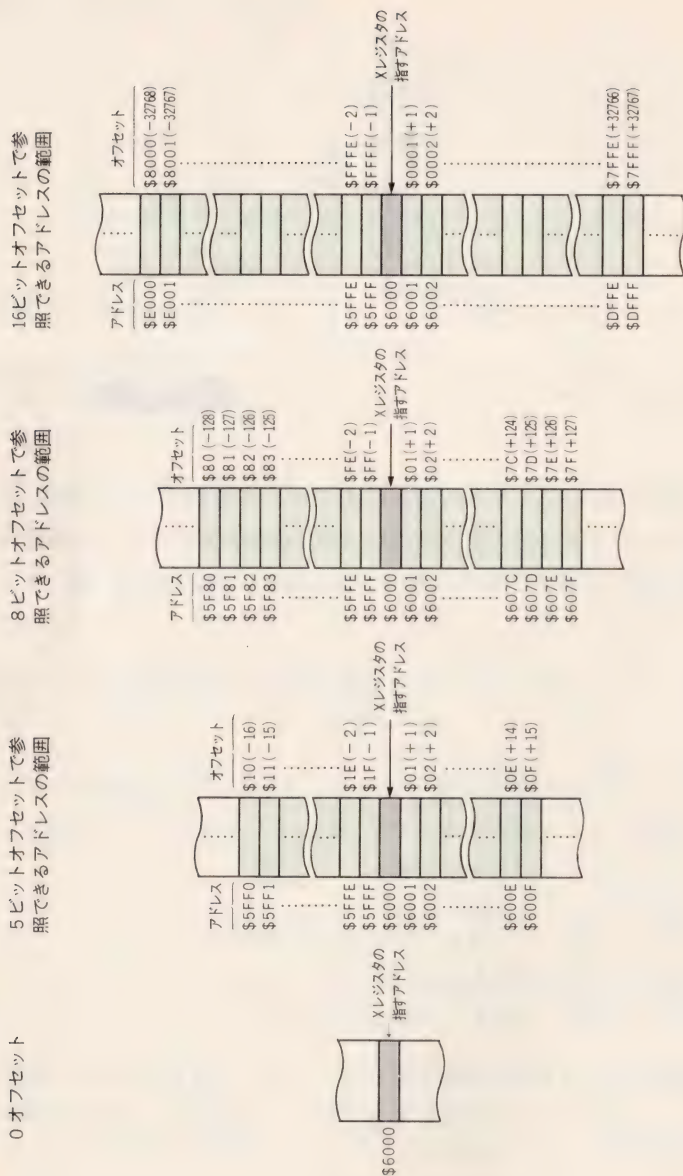 0オフセット
$6000
Xレジスタの
指すアドレス
5ビットオフセットで参
照できるアドレスの範囲
アドレス
オフセット
$5FF0
$10(-16)
$5FF1
$11(-15)
$5FFE
$1E(-2)
$5FFF
$1F(-1)
$6000
Xレジスタの
指すアドレス
$6001
$01(+1)
$6002
$02(+2)
$600E
$0E(+14)
$600F
$0F(+15)
8ビットオフセットで参
照できるアドレスの範囲
アドレス
オフセット
$5F80
$80(-128)
$5F81
$81(-127)
$5F82
$82(-126)
$5F83
$83(-125)
$5FFE
$FE(-2)
$5FFF
$FF(-1)
$6000
Xレジスタの
指すアドレス
$6001
$01(+1)
$6002
$02(+2)
$607C
$7C(+124)
$607D
$7D(+125)
$607E
$7E(+126)
$607F
$7F(+127)
16ビットオフセットで参
照できるアドレスの範囲
アドレス
オフセット
$E000
$8000(-32768)
$E001
$8001(-32767)
$5FFE
$FFFE(-2)
$5FFF
$FFFF(-1)
$6000
Xレジスタの
指すアドレス
$6001
$0001(+1)
$6002
$0002(+2)
$DFFE
$7FFE(+32766)
$DFFF
$7FFF(+32767)